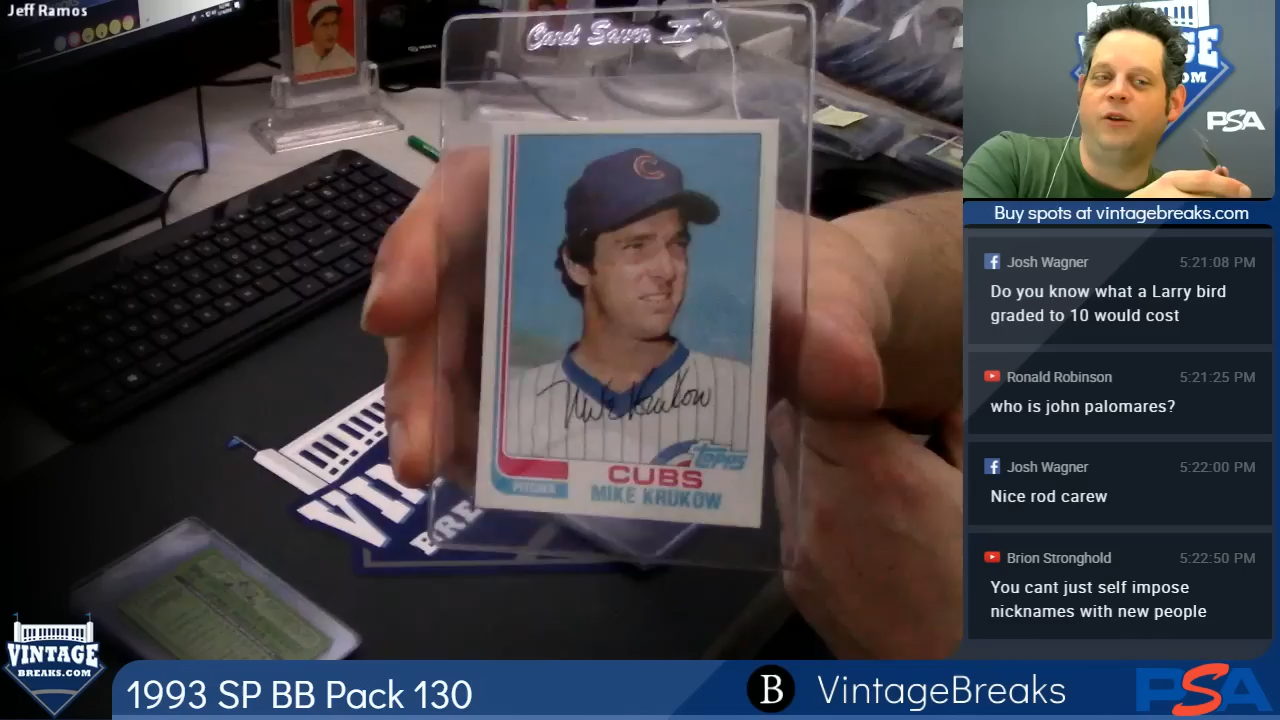 Jeff Ramos
Card Saver II
C
Mike Krukow
Topps
CUBS
PITCHER
MIKE KRUKOW
VINTAGE
BREAKS.COM
1993 SP BB Pack 130
B
VintageBreaks
PSA
PSA
Buy spots at vintagebreaks.com
Josh Wagner 5:21:08 PM
Do you know what a Larry bird
graded to 10 would cost
Ronald Robinson 5:21:25 PM
who is john palomares?
Josh Wagner 5:22:00 PM
Nice rod carew
Brion Stronghold 5:22:50 PM
You cant just self impose
nicknames with new people